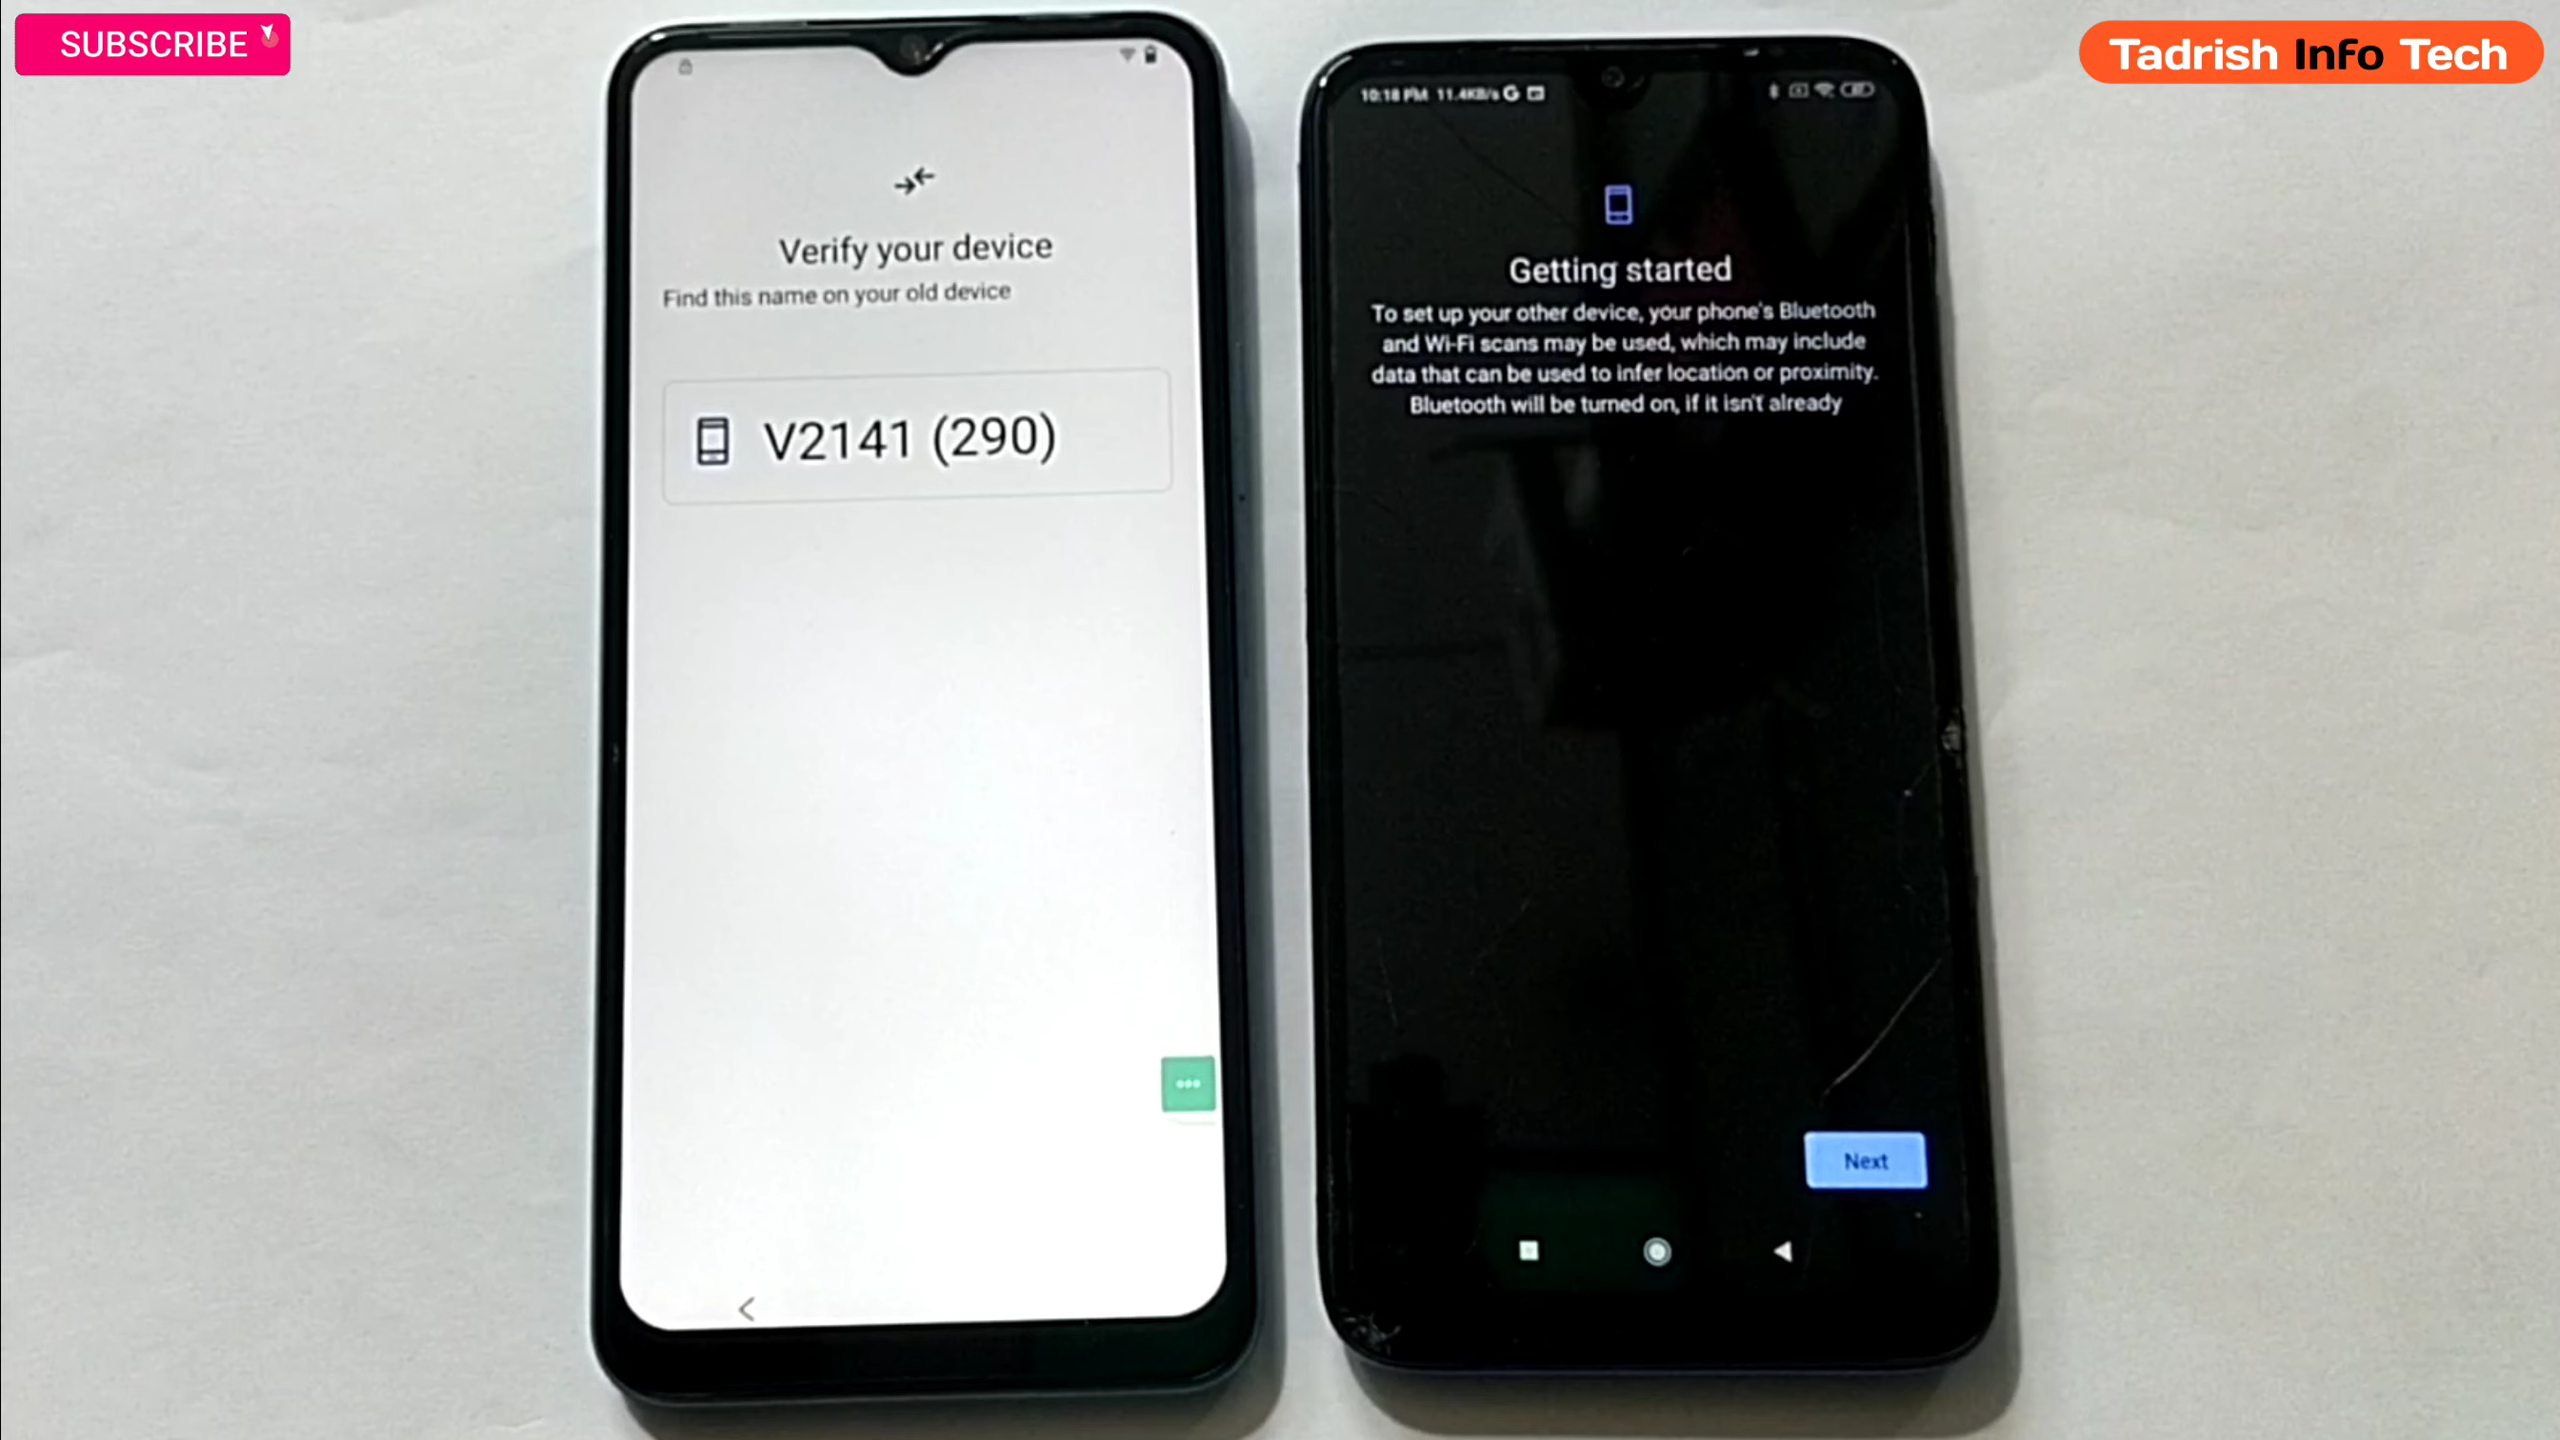 SUBSCRIBE
Tadrish InFo Tech
Verify your device
Find this name on your old device
V2141 (290)
10:18 PM 11.4KB/s G
Getting started
To set up your other device, your phone's Bluetooth
and Wi-Fi scans may be used, which may include
data that can be used to infer location or proximity.
Bluetooth will be turned on, if it isn't already
Next